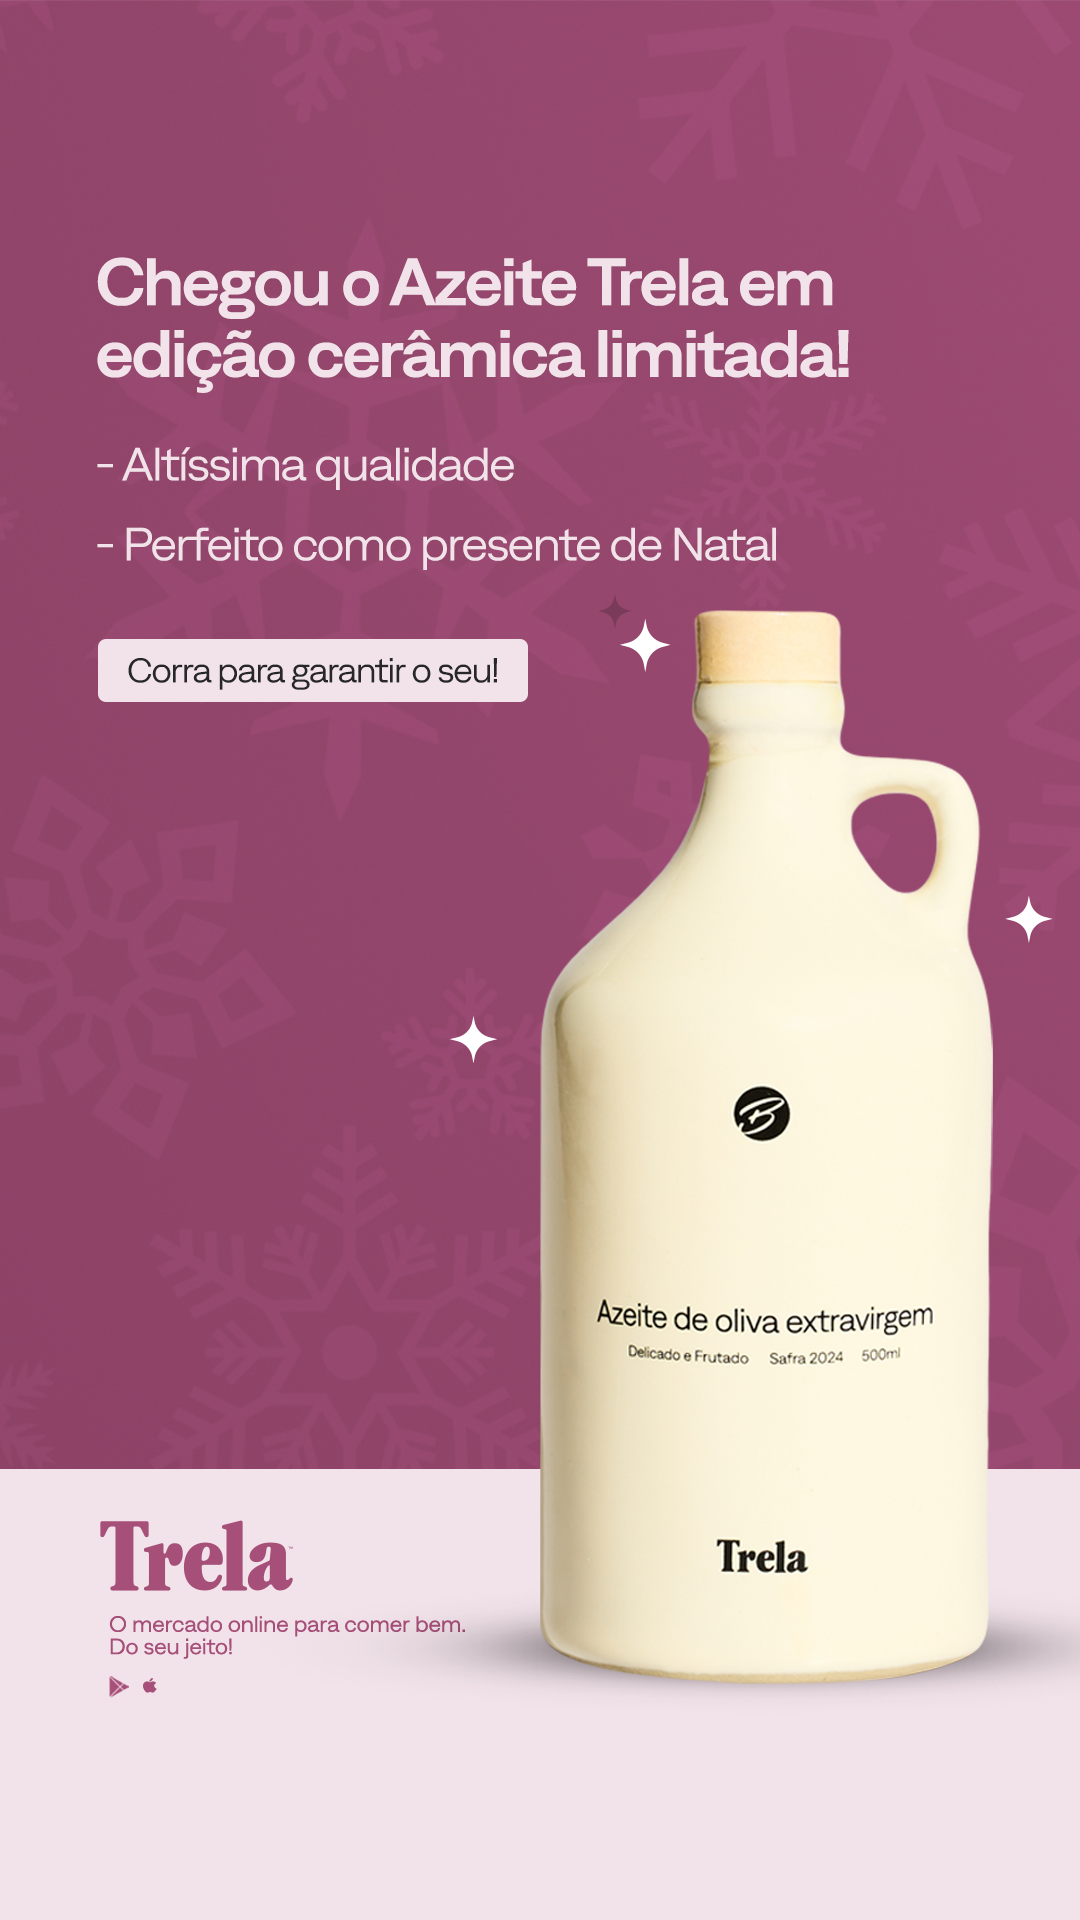 Chegou o Azeite Trela em
edição cerâmica limitada!
- Altíssima qualidade
- Perfeito como presente de Natal
Corra para garantir o seu!
B
Azeite de oliva extravirgem
Delicado e Frutado Safra 2024 500ml
Trela
Trela™
O mercado online para comer bem.
Do seu jeito!